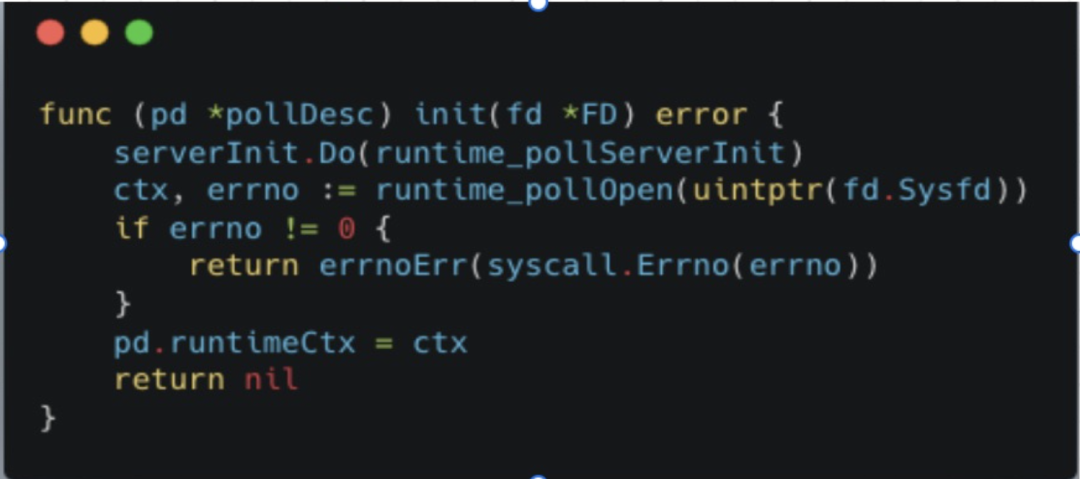 func (pd *pollDesc) init(fd *FD) error {
    serverInit.Do(runtime_pollServerInit)
    ctx, errno := runtime_pollOpen(uintptr(fd.Sysfd))
    if errno != 0 {
        return errnoErr(syscall.Errno(errno))
    }
    pd.runtimeCtx = ctx
    return nil
}